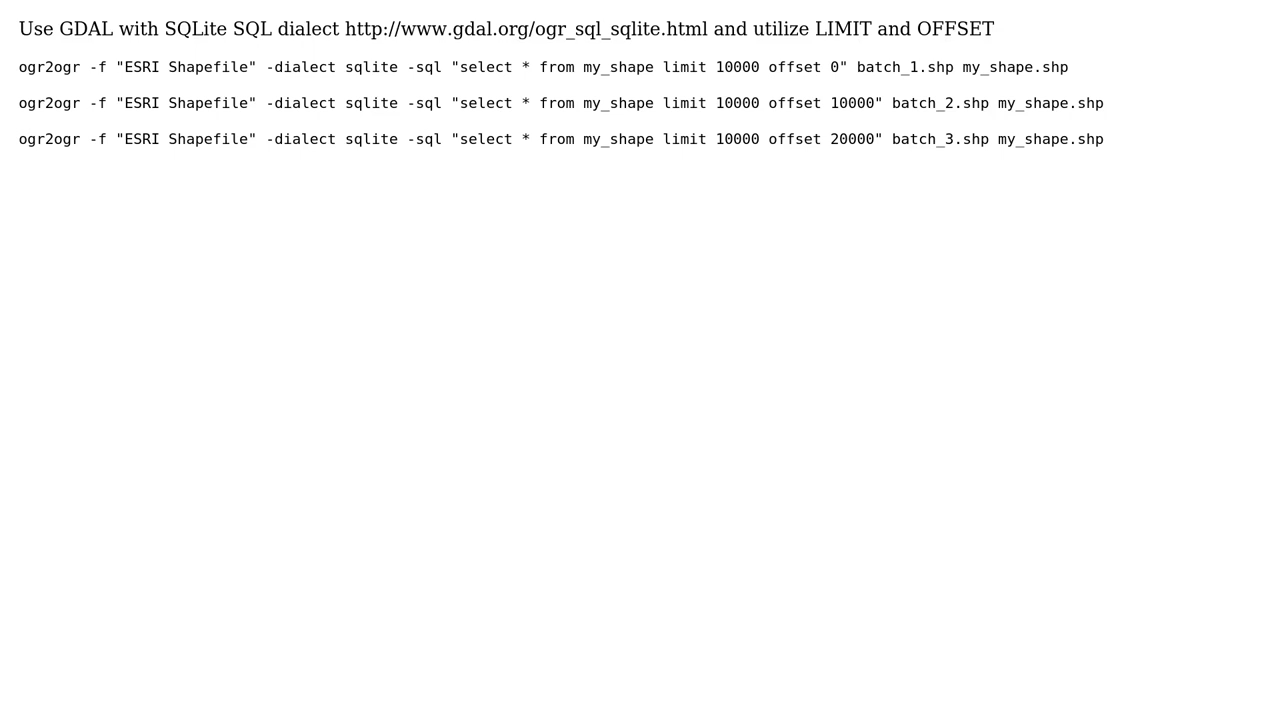 Use GDAL with SQLite SQL dialect http://www.gdal.org/ogr_sql_sqlite.html and utilize LIMIT and OFFSET
ogr2ogr -f "ESRI Shapefile" -dialect sqlite -sql "select * from my_shape limit 10000 offset 0" batch_1.shp my_shape.shp
ogr2ogr -f "ESRI Shapefile" -dialect sqlite -sql "select * from my_shape limit 10000 offset 10000" batch_2.shp my_shape.shp
ogr2ogr -f "ESRI Shapefile" -dialect sqlite -sql "select * from my_shape limit 10000 offset 20000" batch_3.shp my_shape.shp